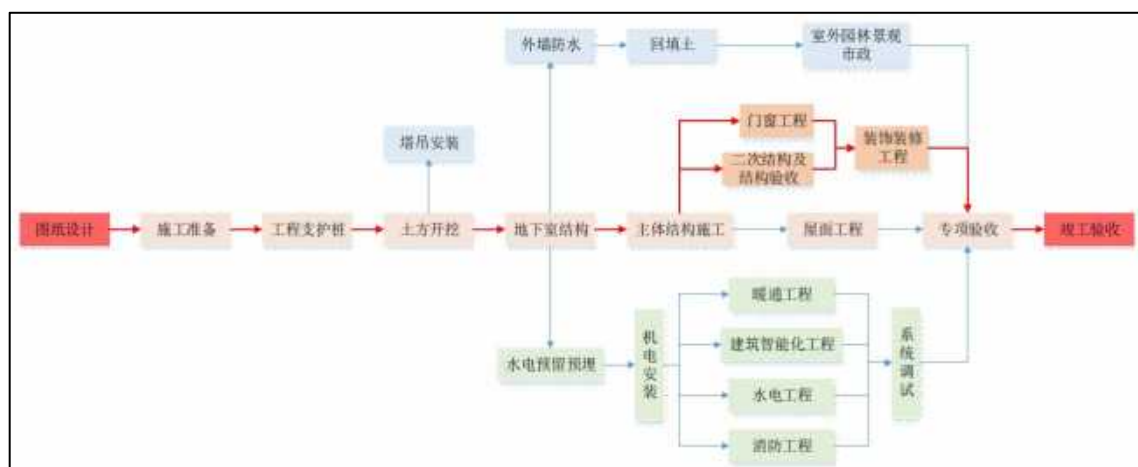 外墙防水
回填土
室外园林景观
市政
门窗工程
塔吊安装
二次结构及
结构验收
装饰装修
工程
图纸设计
施工准备
工程支护桩
土方开挖
地下室结构
主体结构施工
屋面工程
专项验收
竣工验收
暖通工程
水电预留预埋
机电安装
建筑智能化工程
系统调试
水电工程
消防工程